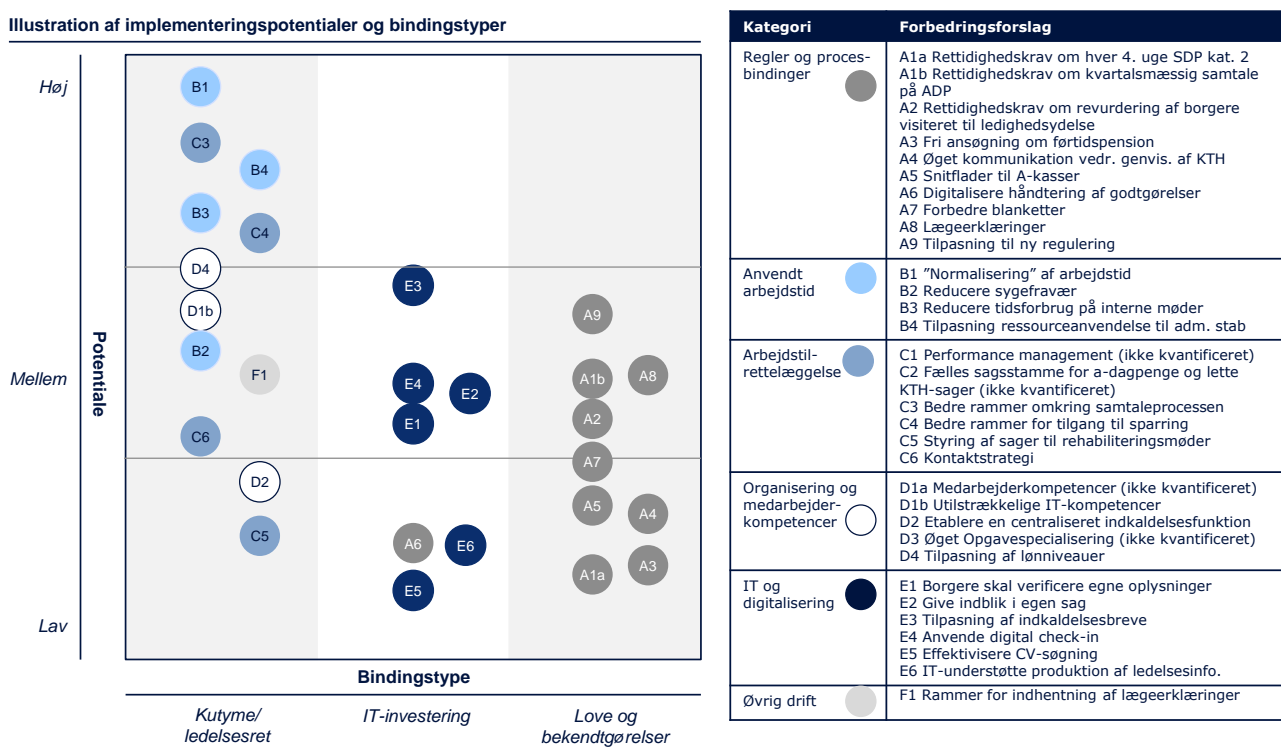 Illustration af implementeringspotentialer og bindingstyper
Høj
Mellem
Lav
Potentiale
B1
C3
B4
B3
C4
D4
D1b
B2
F1
C6
D2
C5
E3
E4
E2
E1
A6
E6
E5
A9
A1b
A8
A2
A7
A5
A4
A1a
A3
Bindingstype
Kutyme/
ledelsesret
IT-investering
Love og
bekendtgørelser
Kategori
Forbedringsforslag
Regler og proces-
bindinger
A1a Rettidighedskrav om hver 4. uge SDP kat. 2
A1b Rettidighedskrav om kvartalsmæssig samtale
på ADP
A2 Rettidighedskrav om revurdering af borgere
visiteret til ledighedsydelse
A3 Fri ansøgning om førtidspension
A4 Øget kommunikation vedr. genvis. af KTH
A5 Snitflader til A-kasser
A6 Digitalisere håndtering af godtgørelser
A7 Forbedre blanketter
A8 Lægeerklæringer
A9 Tilpasning til ny regulering
Anvendt
arbejdstid
B1 ”Normalisering” af arbejdstid
B2 Reducere sygefravær
B3 Reducere tidsforbrug på interne møder
B4 Tilpasning ressourceanvendelse til adm. stab
Arbejdstil-
rettelæggelse
C1 Performance management (ikke kvantificeret)
C2 Fælles sagsstamme for a-dagpenge og lette
KTH-sager (ikke kvantificeret)
C3 Bedre rammer omkring samtaleprocessen
C4 Bedre rammer for tilgang til sparring
C5 Styring af sager til rehabiliteringsmøder
C6 Kontaktstrategi
Organisering og
medarbejder-
kompetencer
D1a Medarbejderkompetencer (ikke kvantificeret)
D1b Utilstrækkelige IT-kompetencer
D2 Etablere en centraliseret indkaldelsesfunktion
D3 Øget Opgavespecialisering (ikke kvantificeret)
D4 Tilpasning af lønniveauer
IT og
digitalisering
E1 Borgere skal verificere egne oplysninger
E2 Give indblik i egen sag
E3 Tilpasning af indkaldelsesbreve
E4 Anvende digital check-in
E5 Effektivisere CV-søgning
E6 IT-understøtte produktion af ledelsesinfo.
Øvrig drift
F1 Rammer for indhentning af lægeerklæringer